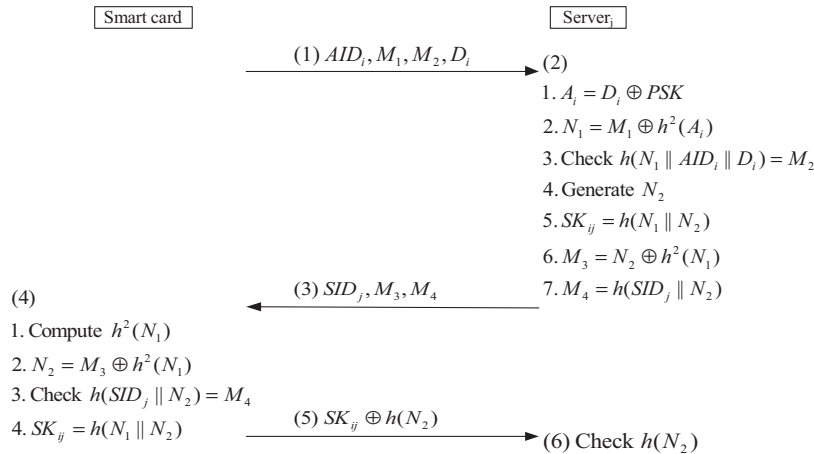 Smart card
Server_j
(1) AID_i, M_1, M_2, D_i
(2)
1. A_i = D_i ⊕ PSK
2. N_1 = M_1 ⊕ h^2(A_i)
3. Check h(N_1 || AID_i || D_i) = M_2
4. Generate N_2
5. SK_ij = h(N_1 || N_2)
6. M_3 = N_2 ⊕ h^2(N_1)
7. M_4 = h(SID_j || N_2)
(3) SID_j, M_3, M_4
(4)
1. Compute h^2(N_1)
2. N_2 = M_3 ⊕ h^2(N_1)
3. Check h(SID_j || N_2) = M_4
4. SK_ij = h(N_1 || N_2)
(5) SK_ij ⊕ h(N_2)
(6) Check h(N_2)